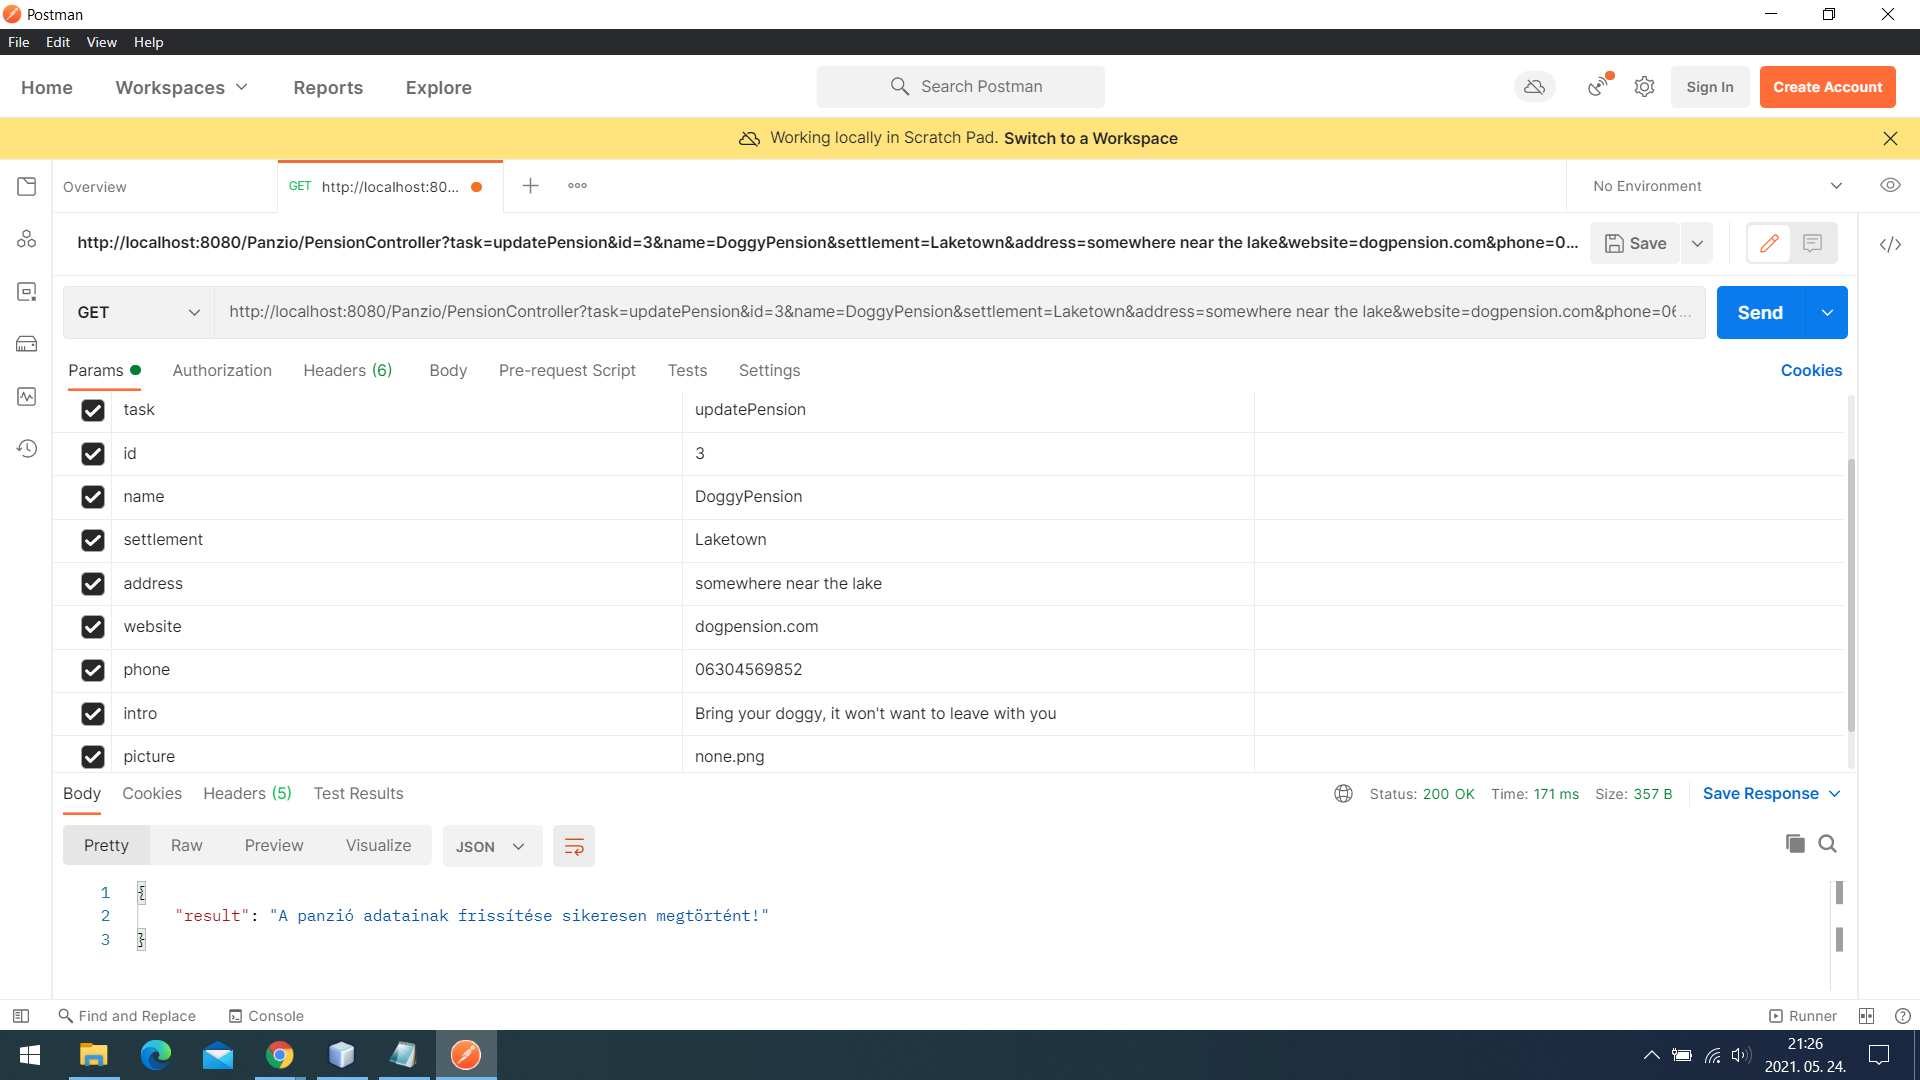 Postman
File Edit View Help
Home Workspaces Reports Explore Search Postman Sign In Create Account
Working locally in Scratch Pad. Switch to a Workspace
Overview GET http://localhost:80... No Environment
http://localhost:8080/Panzio/PensionController?task=updatePension&id=3&name=DoggyPension&settlement=Laketown&address=somewhere near the lake&website=dogpension.com&phone=0... Save
GET http://localhost:8080/Panzio/PensionController?task=updatePension&id=3&name=DoggyPension&settlement=Laketown&address=somewhere near the lake&website=dogpension.com&phone=06... Send
Params Authorization Headers (6) Body Pre-request Script Tests Settings Cookies
task updatePension
id 3
name DoggyPension
settlement Laketown
address somewhere near the lake
website dogpension.com
phone 06304569852
intro Bring your doggy, it won't want to leave with you
picture none.png
Body Cookies Headers (5) Test Results Status: 200 OK Time: 171 ms Size: 357 B Save Response
Pretty Raw Preview Visualize JSON
1 {
2 "result": "A panzió adatainak frissítése sikeresen megtörtént!"
3 }
Find and Replace Console Runner
21:26
2021. 05. 24.